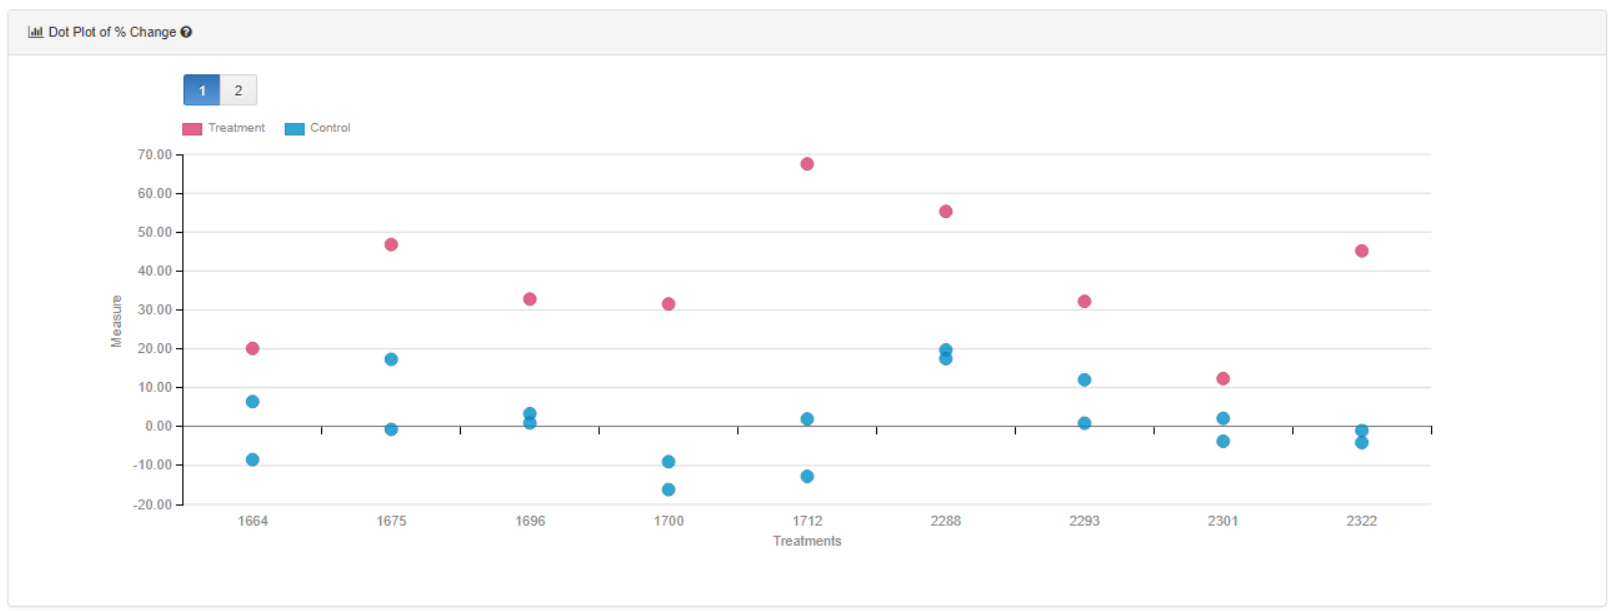 Dot Plot of % Change ?
1 2
Treatment Control
70.00
60.00
50.00
40.00
30.00
20.00
10.00
0.00
-10.00
-20.00
Measure
1664 1675 1696 1700 1712 2288 2293 2301 2322
Treatments